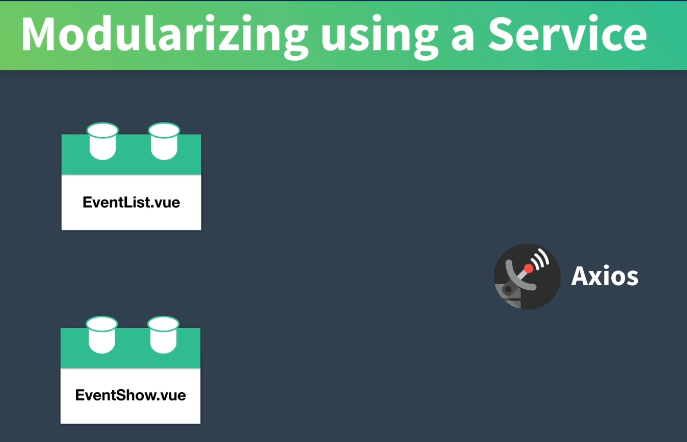 Modularizing using a Service
EventList.vue
Axios
EventShow.vue